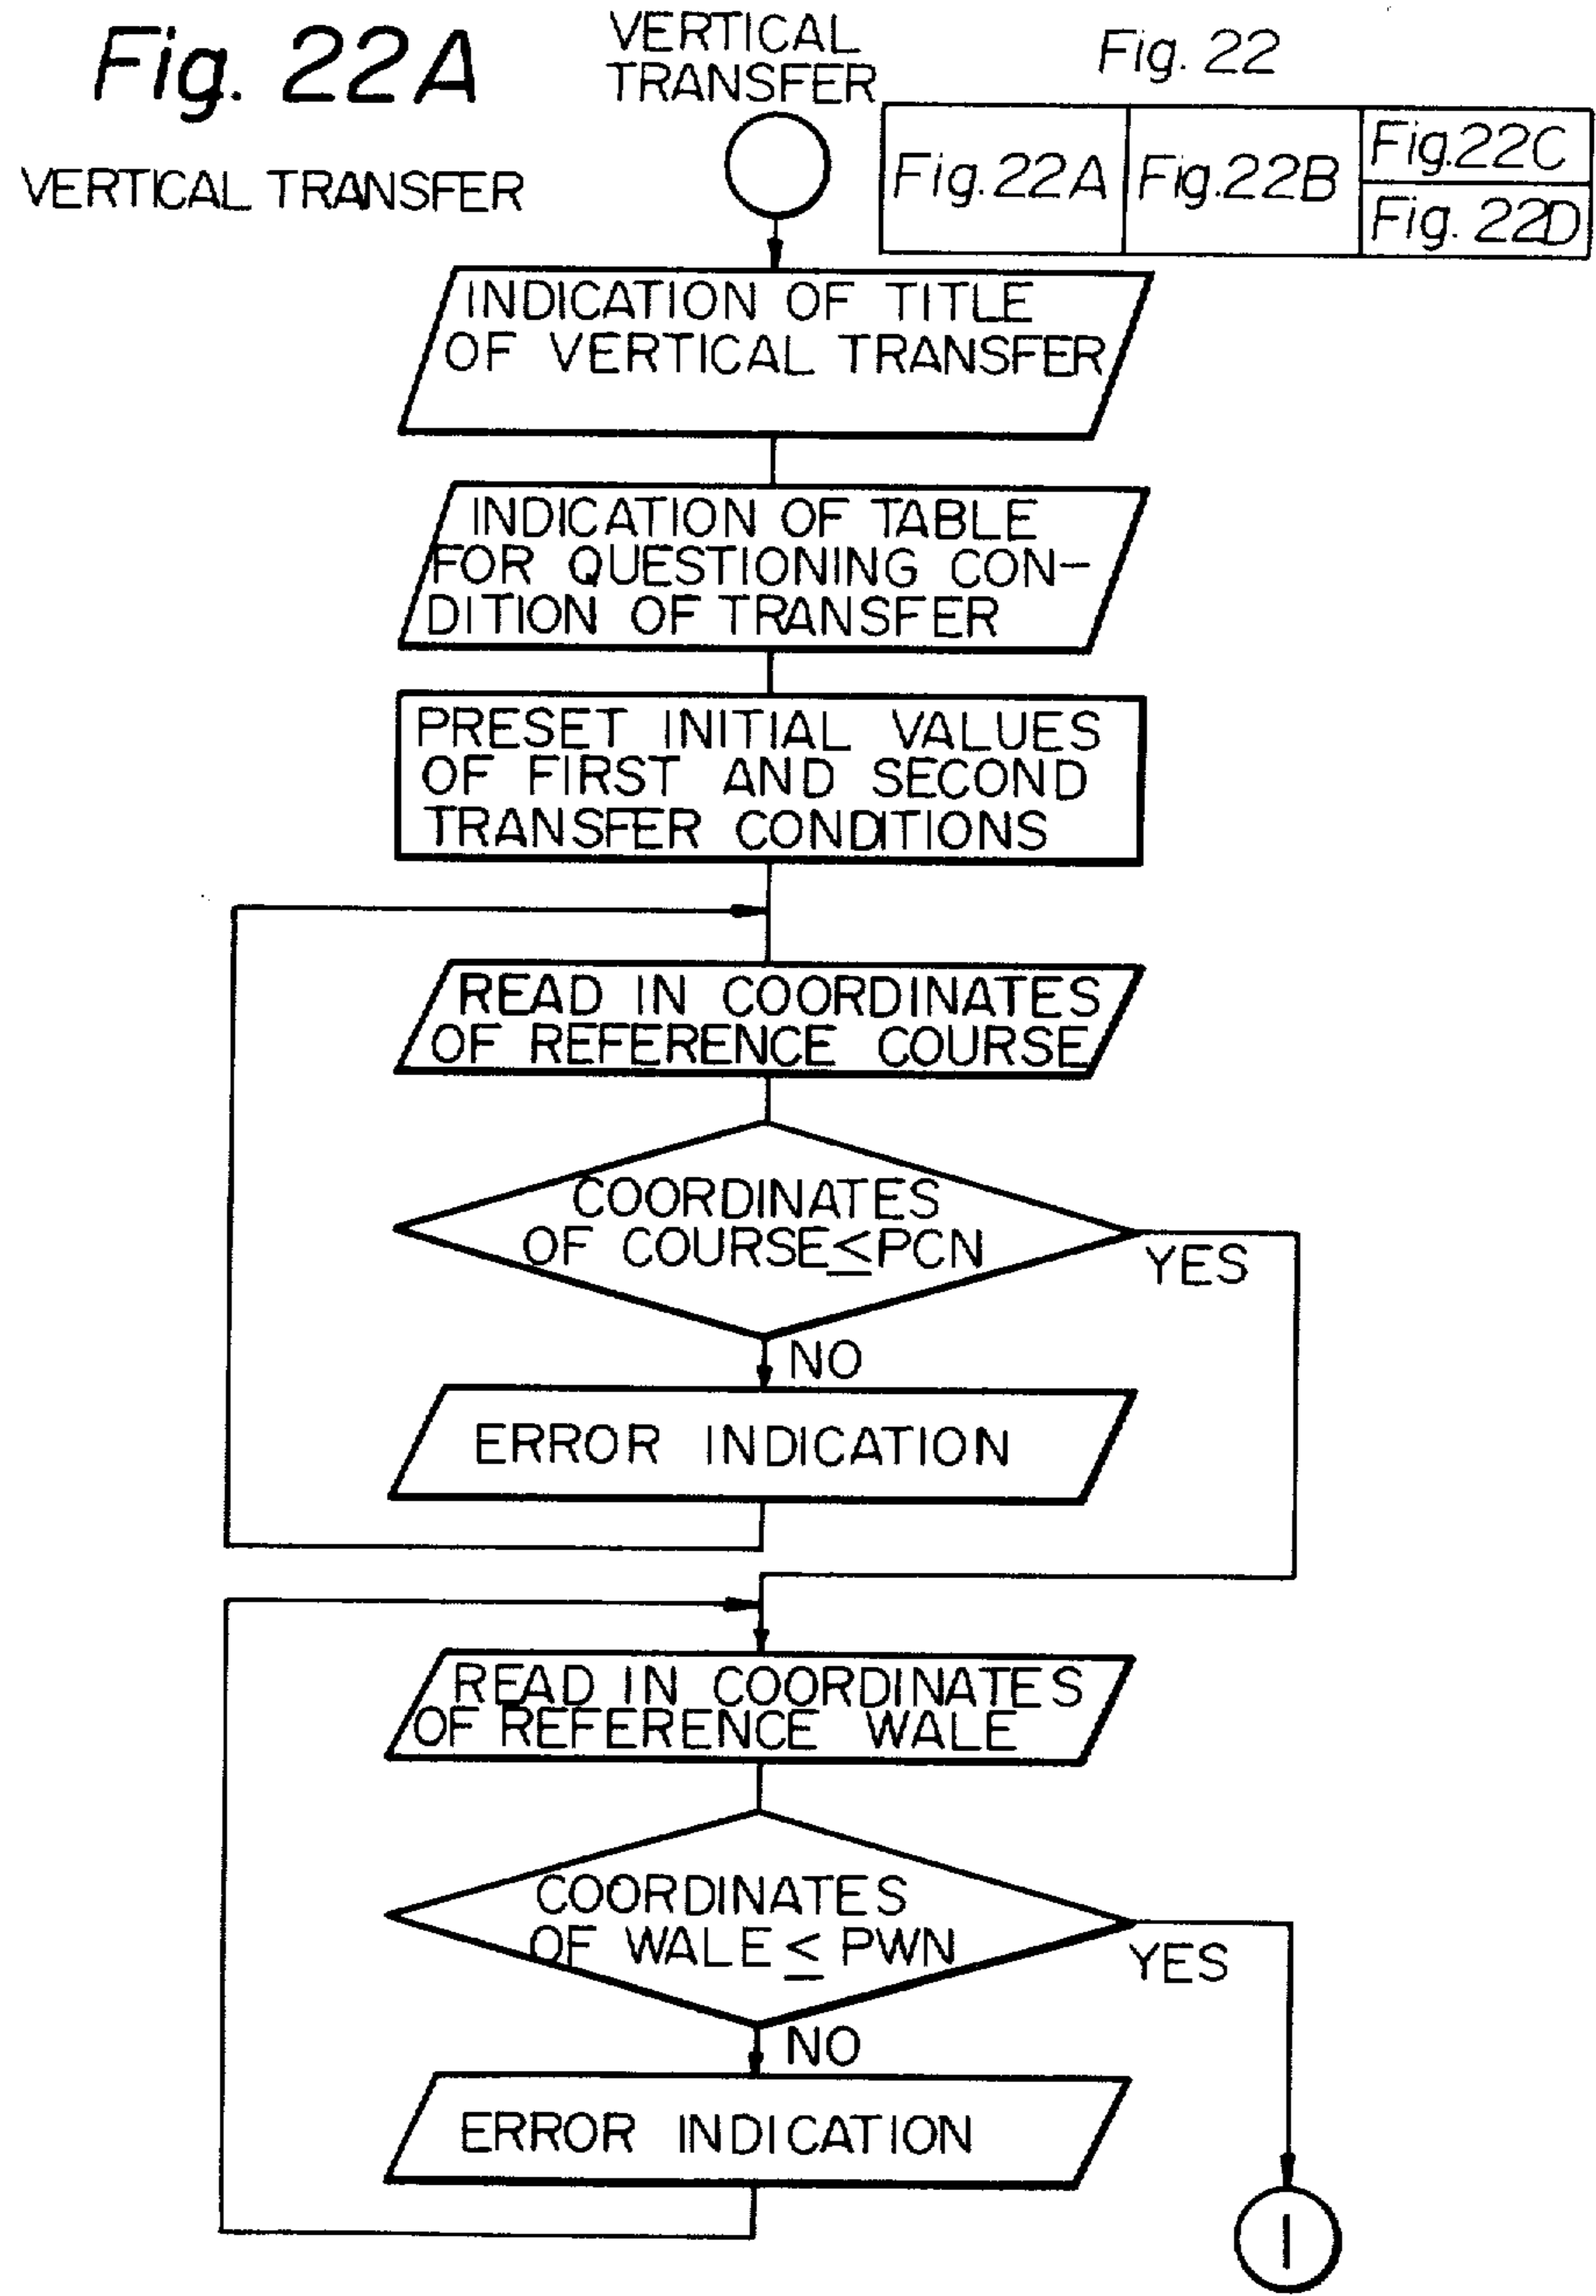 Fig. 22A
VERTICAL
TRANSFER
Fig. 22
Fig.22A
Fig.22B
Fig.22C
Fig. 22D
VERTICAL TRANSFER
INDICATION OF TITLE
OF VERTICAL TRANSFER
INDICATION OF TABLE
FOR QUESTIONING CON-
DITION OF TRANSFER
PRESET INITIAL VALUES
OF FIRST AND SECOND
TRANSFER CONDITIONS
READ IN COORDINATES
OF REFERENCE COURSE
COORDINATES
OF COURSE≤PCN
YES
NO
ERROR INDICATION
READ IN COORDINATES
OF REFERENCE WALE
COORDINATES
OF WALE ≤ PWN
YES
NO
ERROR INDICATION
1